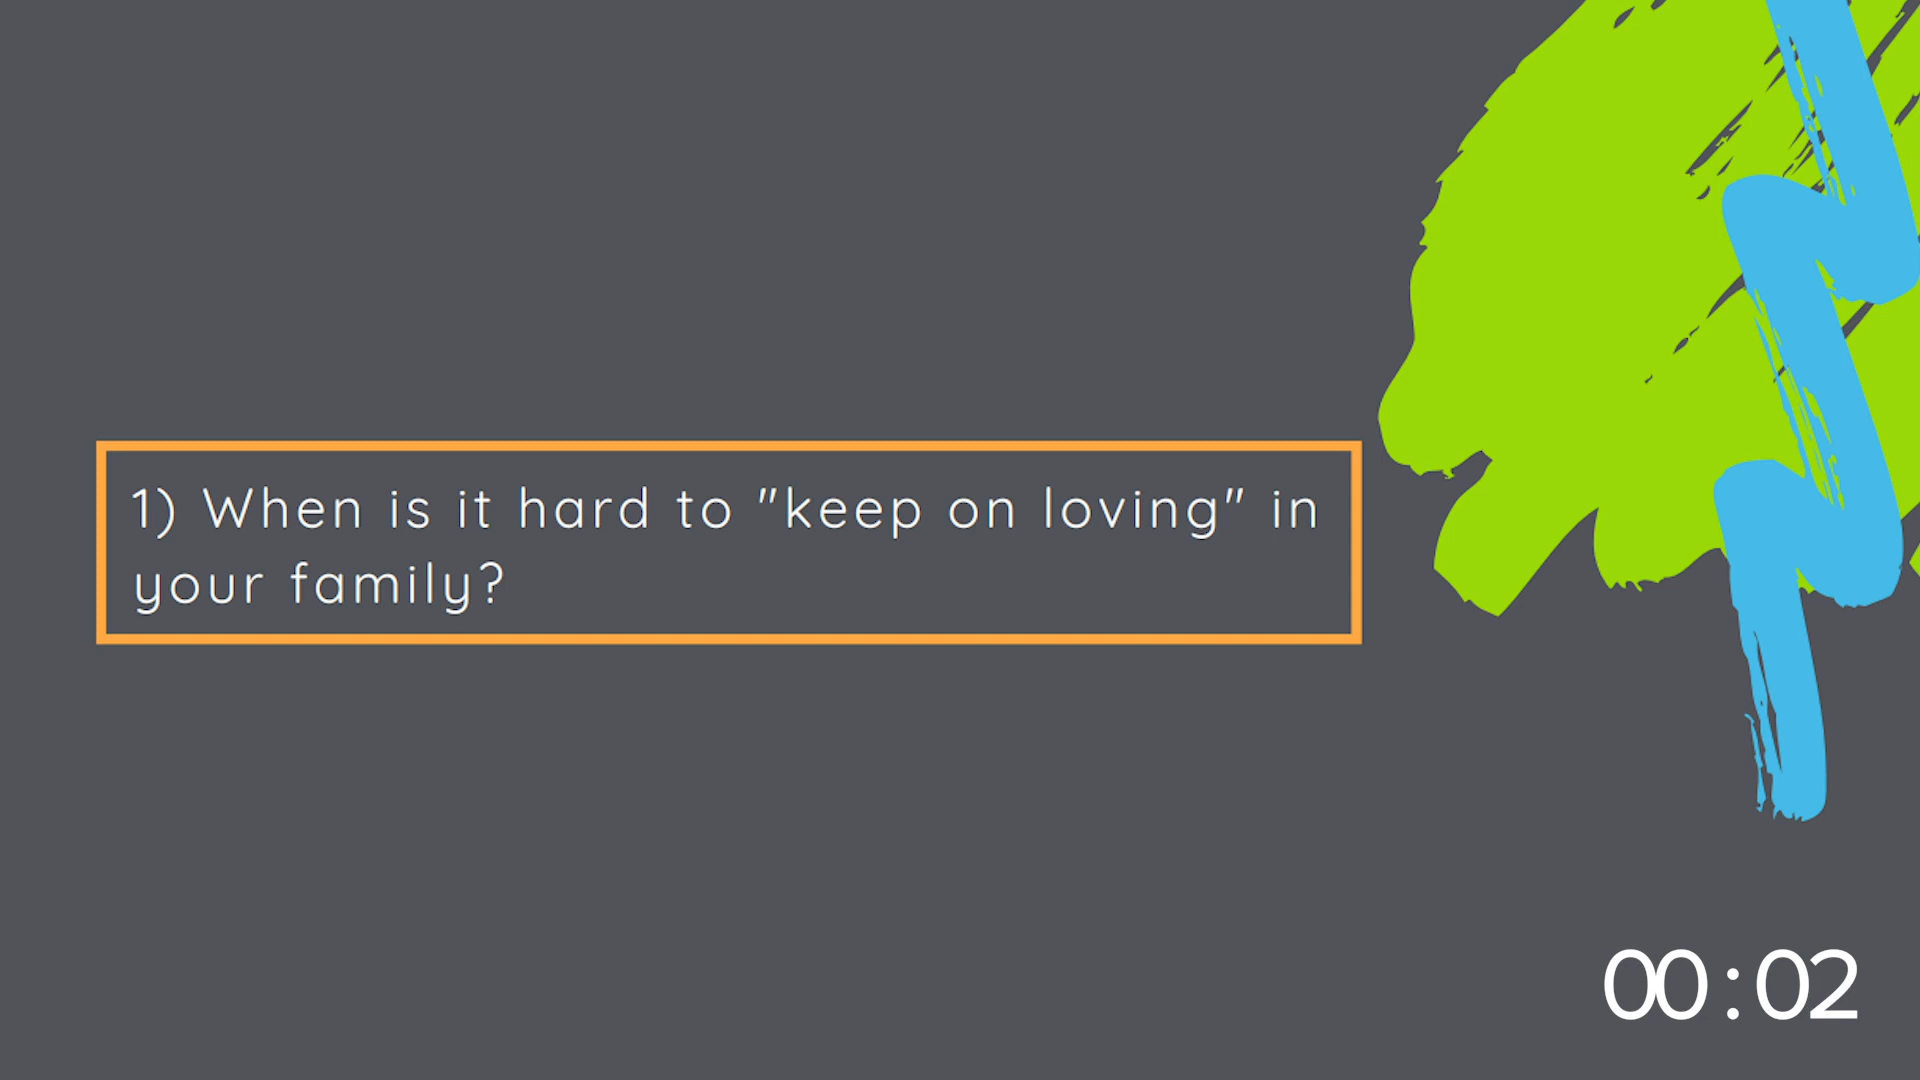 1) When is it hard to "keep on loving" in
your family?
00:02